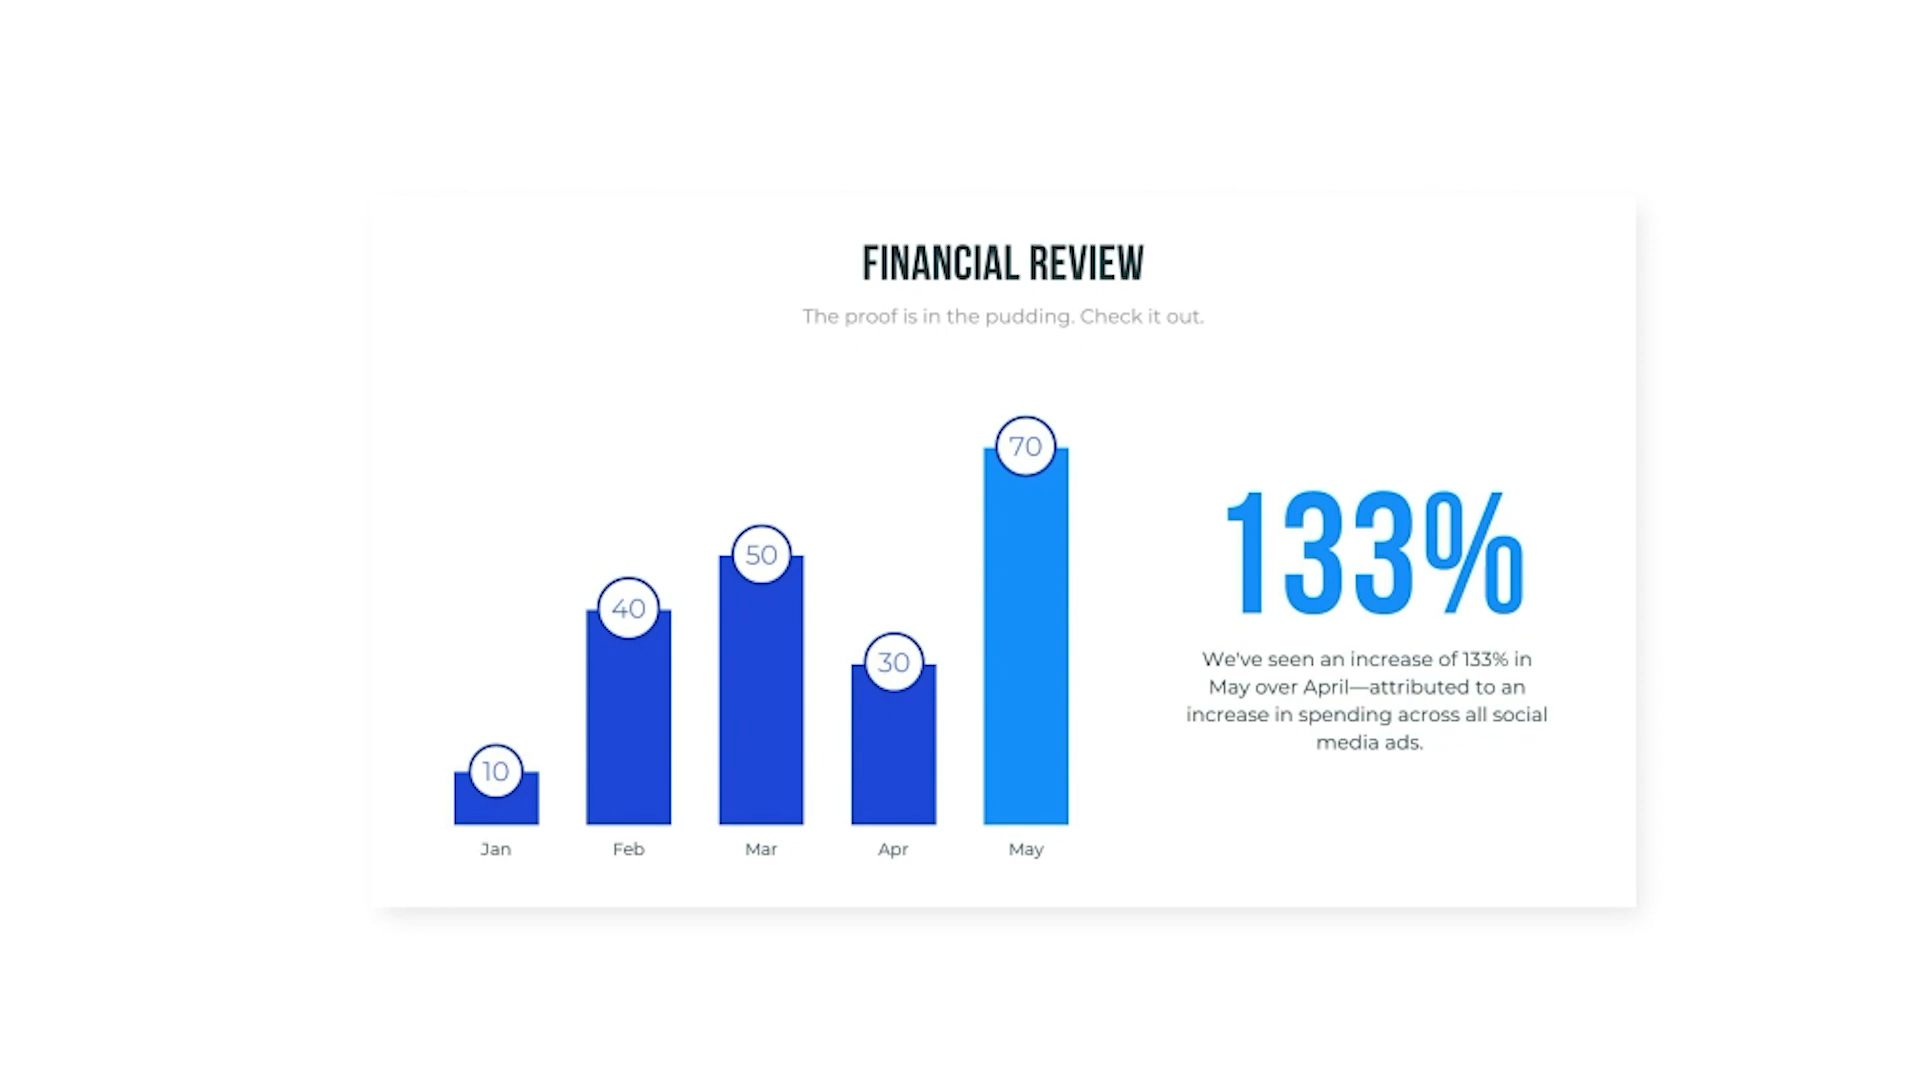 FINANCIAL REVIEW
The proof is in the pudding. Check it out.
70
50
40
30
10
Jan Feb Mar Apr May
133%
We've seen an increase of 133% in
May over April—attributed to an
increase in spending across all social
media ads.